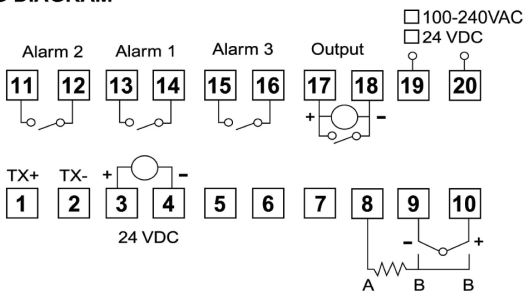 DIAGRAM
100-240VAC
24 VDC
Alarm 2 Alarm 1 Alarm 3 Output
11 12 13 14 15 16 17 18 19 20
+ -
TX+ TX- + -
1 2 3 4 5 6 7 8 9 10
24 VDC
- +
A B B